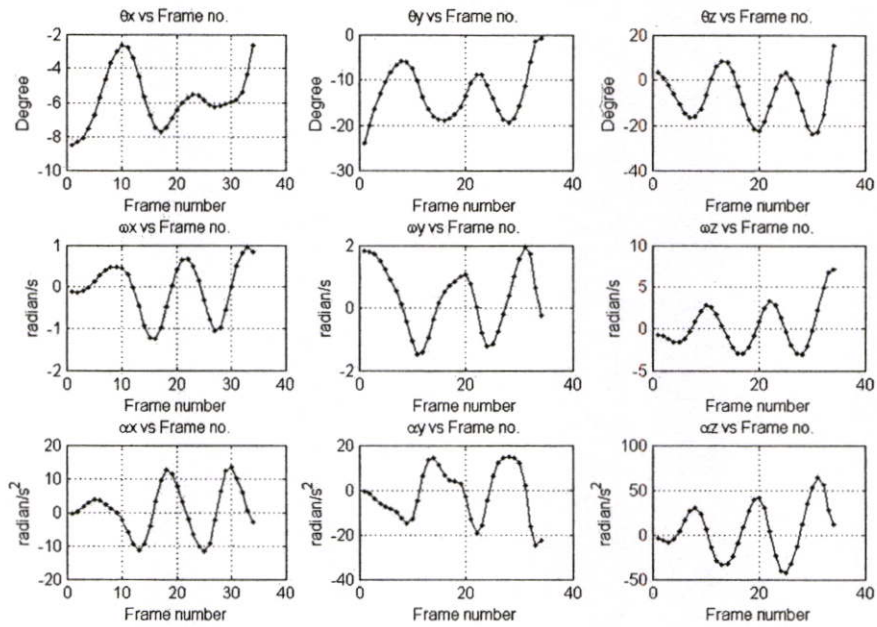 θx vs Frame no.
-2
-4
-6
-8
-10
Degree
0 10 20 30 40
Frame number
θy vs Frame no.
0
-10
-20
-30
Degree
0 20 40
Frame number
θz vs Frame no.
20
0
-20
-40
Degree
0 20 40
Frame number
ωx vs Frame no.
1
0
-1
-2
radian/s
0 10 20 30 40
Frame number
ωy vs Frame no.
2
0
-2
radian/s
0 20 40
Frame number
ωz vs Frame no.
10
5
0
-5
radian/s
0 20 40
Frame number
αx vs Frame no.
20
10
0
-10
-20
radian/s²
0 10 20 30 40
Frame number
αy vs Frame no.
20
0
-20
-40
radian/s²
0 20 40
Frame number
αz vs Frame no.
100
50
0
-50
radian/s²
0 20 40
Frame number